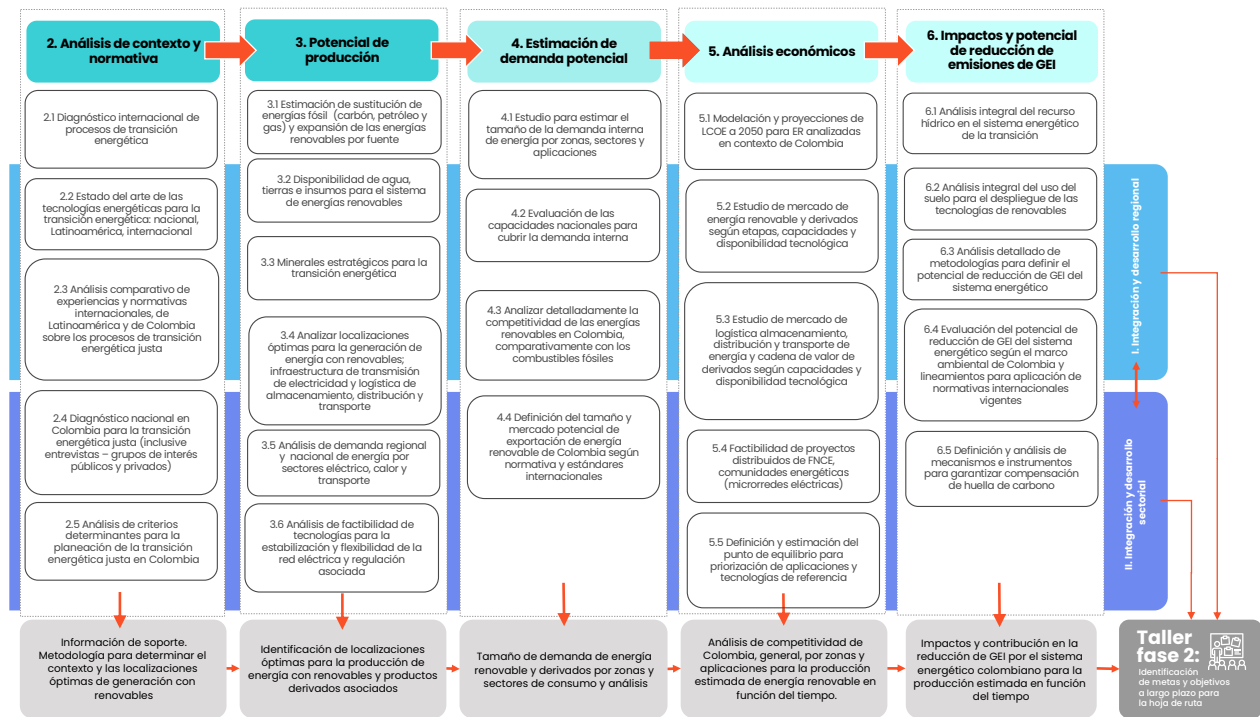 2. Análisis de contexto y
normativa
2.1 Diagnóstico internacional de
procesos de transición
energética
2.2 Estado del arte de las
tecnologías energéticas para la
transición energética: nacional,
Latinoamérica, internacional
2.3 Análisis comparativo de
experiencias y normativas
internacionales, de
Latinoamérica y de Colombia
sobre los procesos de transición
energética justa
2.4 Diagnóstico nacional en
Colombia para la transición
energética justa (inclusive
entrevistas – grupos de interés
públicos y privados)
2.5 Análisis de criterios
determinantes para la
planeación de la transición
energética justa en Colombia
Información de soporte.
Metodología para determinar el
contexto y las localizaciones
óptimas de generación con
renovables
3. Potencial de
producción
3.1 Estimación de sustitución de
energías fósil (carbón, petróleo y
gas) y expansión de las energías
renovables por fuente
3.2 Disponibilidad de agua,
tierras e insumos para el sistema
de energías renovables
3.3 Minerales estratégicos para la
transición energética
3.4 Analizar localizaciones
óptimas para la generación de
energía con renovables;
infraestructura de transmisión
de electricidad y logística de
almacenamiento, distribución y
transporte
3.5 Análisis de demanda regional
y nacional de energía por
sectores eléctrico, calor y
transporte
3.6 Análisis de factibilidad de
tecnologías para la
estabilización y flexibilidad de la
red eléctrica y regulación
asociada
Identificación de localizaciones
óptimas para la producción de
energía con renovables y productos
derivados asociados
4. Estimación de
demanda potencial
4.1 Estudio para estimar el
tamaño de la demanda interna
de energía por zonas, sectores y
aplicaciones
4.2 Evaluación de las
capacidades nacionales para
cubrir la demanda interna
4.3 Analizar detalladamente la
competitividad de las energías
renovables en Colombia,
comparativamente con los
combustibles fósiles
4.4 Definición del tamaño y
mercado potencial de
exportación de energía
renovable de Colombia según
normativa y estándares
internacionales
Tamaño de demanda de energía
renovable y derivados por zonas y
sectores de consumo y análisis
5. Análisis económicos
5.1 Modelación y proyecciones de
LCOE a 2050 para ER analizadas
en contexto de Colombia
5.2 Estudio de mercado de
energía renovable y derivados
según etapas, capacidades y
disponibilidad tecnológica
5.3 Estudio de mercado de
logística almacenamiento,
distribución y transporte de
energía y cadena de valor de
derivados según capacidades y
disponibilidad tecnológica
5.4 Factibilidad de proyectos
distribuidos de FNCE,
comunidades energéticas
(microrredes eléctricas)
5.5 Definición y estimación del
punto de equilibrio para
priorización de aplicaciones y
tecnologías de referencia
Análisis de competitividad de
Colombia, general, por zonas y
aplicaciones para la producción
estimada de energía renovable en
función del tiempo.
6. Impactos y potencial
de reducción de
emisiones de GEI
6.1 Análisis integral del recurso
hídrico en el sistema energético
de la transición
6.2 Análisis integral del uso del
suelo para el despliegue de las
tecnologías de renovables
6.3 Análisis detallado de
metodologías para definir el
potencial de reducción de GEI del
sistema energético
6.4 Evaluación del potencial de
reducción de GEI del sistema
energético según el marco
ambiental de Colombia y
lineamientos para aplicación de
normativas internacionales
vigentes
6.5 Definición y análisis de
mecanismos e instrumentos
para garantizar compensación
de huella de carbono
Impactos y contribución en la
reducción de GEI por el sistema
energético colombiano para la
producción estimada en función
del tiempo
I. Integración y desarrollo regional
II. Integración y desarrollo
sectorial
Taller
fase 2:
Identificación
de metas y objetivos
a largo plazo para
la hoja de ruta